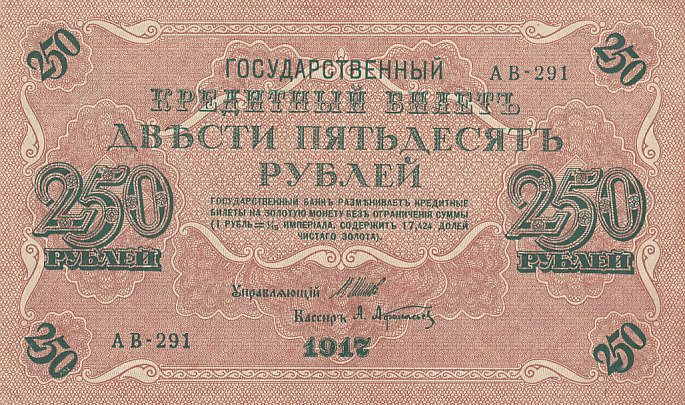 250
250
ГОСУДАРСТВЕННЫЙ
АВ-291
КРЕДИТНЫЙ БИЛЕТЪ
ДВѢСТИ ПЯТЬДЕСЯТЪ
РУБЛЕЙ
250
РУБЛЕЙ
250
РУБЛЕЙ
ГОСУДАРСТВЕННЫЙ БАНКЪ РАЗМѢНИВАЕТЪ КРЕДИТНЫЕ
БИЛЕТЫ НА ЗОЛОТУЮ МОНЕТУ БЕЗЪ ОГРАНИЧЕНІЯ СУММЫ
(1 РУБЛЬ = 1/15 ИМПЕРІАЛА, СОДЕРЖИТЪ 17,424 ДОЛЕЙ
ЧИСТАГО ЗОЛОТА).
Управляющій
Кассиръ
АВ-291
1917
250
250